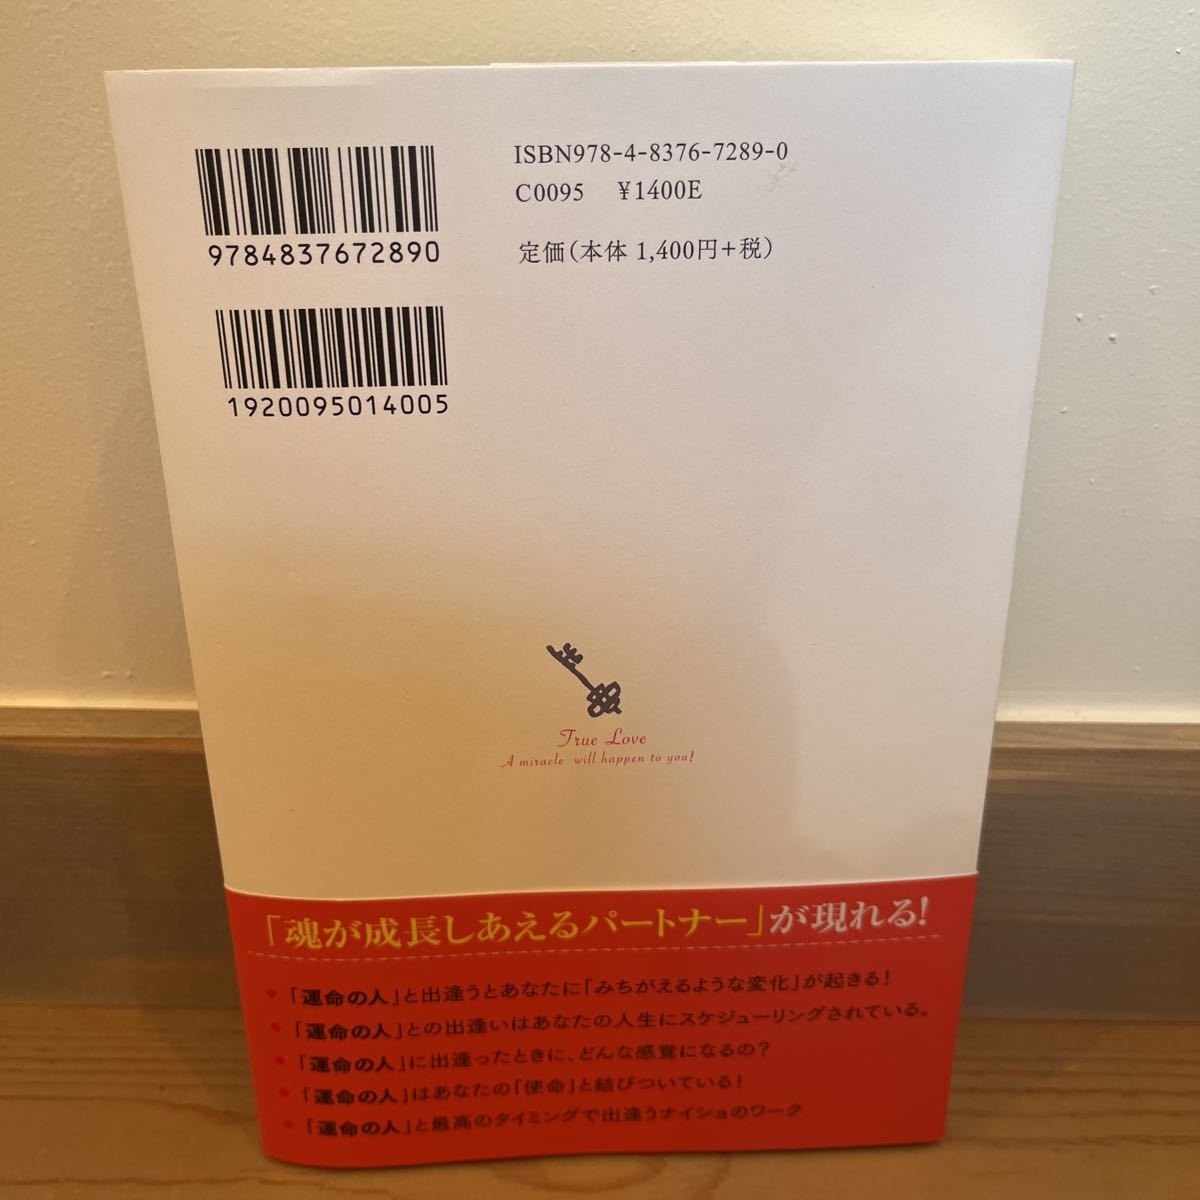 ISBN978-4-8376-7289-0
C0095 ¥1400E
定価(本体 1,400円+税)
9784837672890
1920095014005
True Love
A miracle will happen to you!
「魂が成長しあえるパートナー」が現れる!
「運命の人」と出逢うとあなたに「みちがえるような変化」が起きる!
「運命の人」との出逢いはあなたの人生にスケジューリングされている。
「運命の人」に出逢ったときに、どんな感覚になるの?
「運命の人」はあなたの「使命」と結びついている!
「運命の人」と最高のタイミングで出逢うナイショのワーク